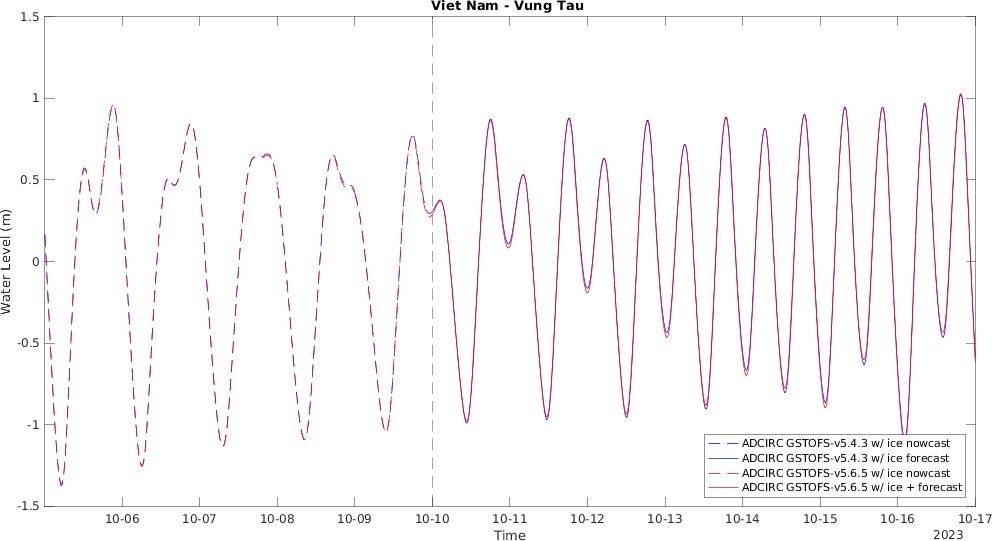 Viet Nam - Vung Tau
1.5
1
0.5
0
-0.5
-1
-1.5
Water Level (m)
10-06
10-07
10-08
10-09
10-10
10-11
10-12
10-13
10-14
10-15
10-16
10-17
Time
2023
ADCIRC GSTOFS-v5.4.3 w/ ice nowcast
ADCIRC GSTOFS-v5.4.3 w/ ice forecast
ADCIRC GSTOFS-v5.6.5 w/ ice nowcast
ADCIRC GSTOFS-v5.6.5 w/ ice + forecast